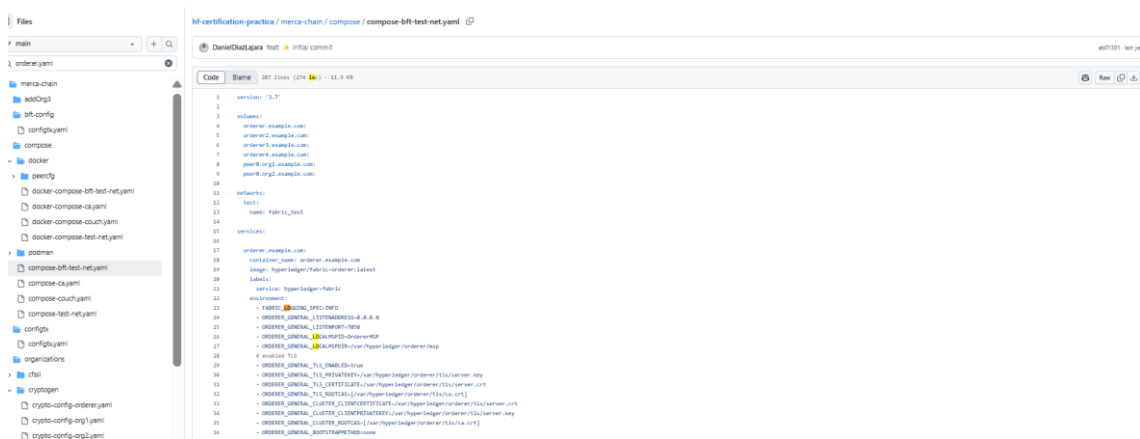 Files
hf-certification-practica / merca-chain / compose / compose-bft-test-net.yaml
main
DanielDiazLajara feat: ✨ initial commit
orderer.yaml
Code Blame 287 lines (274 loc) · 11.9 KB
Raw
merca-chain
addOrg3
bft-config
configtx.yaml
compose
docker
peercfg
docker-compose-bft-test-net.yaml
docker-compose-ca.yaml
docker-compose-couch.yaml
docker-compose-test-net.yaml
podman
compose-bft-test-net.yaml
compose-ca.yaml
compose-couch.yaml
compose-test-net.yaml
configtx
configtx.yaml
organizations
cfssl
cryptogen
crypto-config-orderer.yaml
crypto-config-org1.yaml
crypto-config-org2.yaml
1 version: '3.7'
2
3 volumes:
4 orderer.example.com:
5 orderer2.example.com:
6 orderer3.example.com:
7 orderer4.example.com:
8 peer0.org1.example.com:
9 peer0.org2.example.com:
10
11 networks:
12 test:
13 name: fabric_test
14
15 services:
16
17 orderer.example.com:
18 container_name: orderer.example.com
19 image: hyperledger/fabric-orderer:latest
20 labels:
21 service: hyperledger-fabric
22 environment:
23 - FABRIC_LOGGING_SPEC=INFO
24 - ORDERER_GENERAL_LISTENADDRESS=0.0.0.0
25 - ORDERER_GENERAL_LISTENPORT=7050
26 - ORDERER_GENERAL_LOCALMSPID=OrdererMSP
27 - ORDERER_GENERAL_LOCALMSPDIR=/var/hyperledger/orderer/msp
28 # enabled TLS
29 - ORDERER_GENERAL_TLS_ENABLED=true
30 - ORDERER_GENERAL_TLS_PRIVATEKEY=/var/hyperledger/orderer/tls/server.key
31 - ORDERER_GENERAL_TLS_CERTIFICATE=/var/hyperledger/orderer/tls/server.crt
32 - ORDERER_GENERAL_TLS_ROOTCAS=[/var/hyperledger/orderer/tls/ca.crt]
33 - ORDERER_GENERAL_CLUSTER_CLIENTCERTIFICATE=/var/hyperledger/orderer/tls/server.crt
34 - ORDERER_GENERAL_CLUSTER_CLIENTPRIVATEKEY=/var/hyperledger/orderer/tls/server.key
35 - ORDERER_GENERAL_CLUSTER_ROOTCAS=[/var/hyperledger/orderer/tls/ca.crt]
36 - ORDERER_GENERAL_BOOTSTRAPMETHOD=none